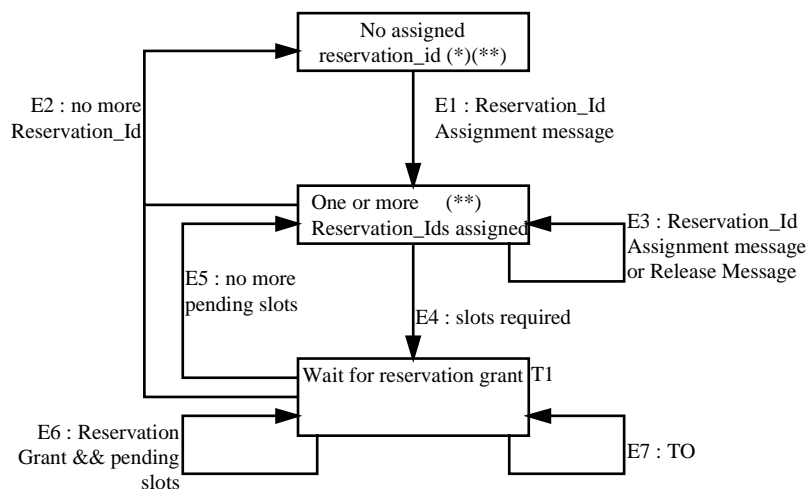 No assigned
reservation_id (*)(**)
E2 : no more
Reservation_Id
E1 : Reservation_Id
Assignment message
One or more (**)
Reservation_Ids assigned
E3 : Reservation_Id
Assignment message
or Release Message
E5 : no more
pending slots
E4 : slots required
Wait for reservation grant T1
E6 : Reservation
Grant && pending
slots
E7 : TO